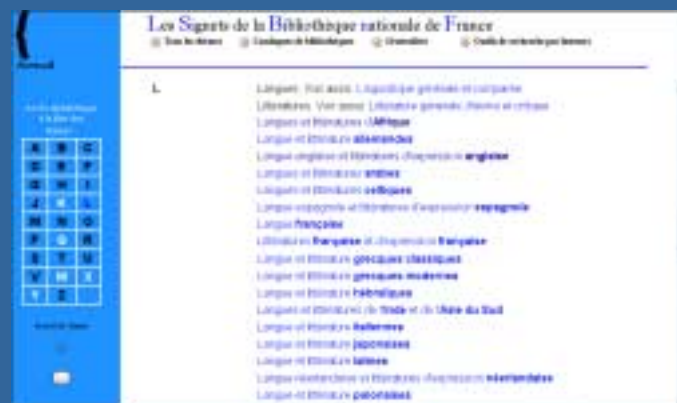 Les Signets de la Bibliothèque nationale de France
Tous les thèmes Catalogues de bibliothèques Généralités Outils de recherche par Internet
Accueil
A B C
D E F
G H I
J K L
M N O
P Q R
S T U
V W X
Y Z
L
Langues. Voir aussi Linguistique générale et comparée
Littératures. Voir aussi Littérature générale, théorie et critique
Langues et littératures d'Afrique
Langue et littérature allemandes
Langue anglaise et littératures d'expression anglaise
Langue et littératures arabes
Langues et littératures celtiques
Langue espagnole et littératures d'expression espagnole
Langue française
Littératures française et d'expression française
Langue et littérature grecques classiques
Langue et littérature grecques modernes
Langue et littérature hébraïques
Langues et littératures de l'Inde et de l'Asie du Sud
Langue et littérature italiennes
Langue et littérature japonaises
Langue et littérature latines
Langue néerlandaise et littératures d'expression néerlandaise
Langue et littérature polonaises